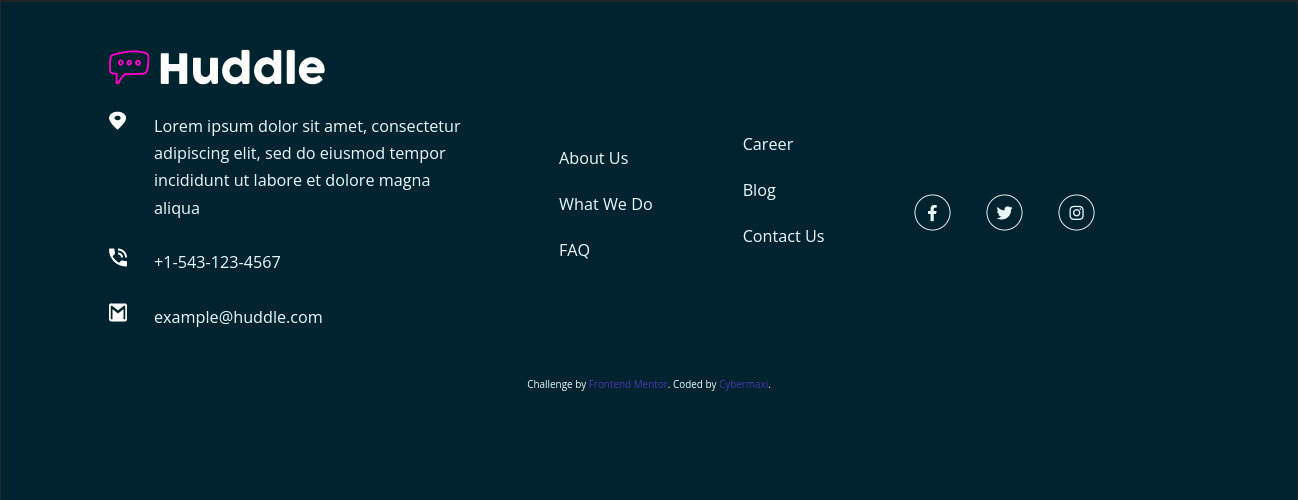 Huddle
Lorem ipsum dolor sit amet, consectetur
adipiscing elit, sed do eiusmod tempor
incididunt ut labore et dolore magna
aliqua
+1-543-123-4567
example@huddle.com
About Us
What We Do
FAQ
Career
Blog
Contact Us
Challenge by Frontend Mentor. Coded by Cybermaxi.